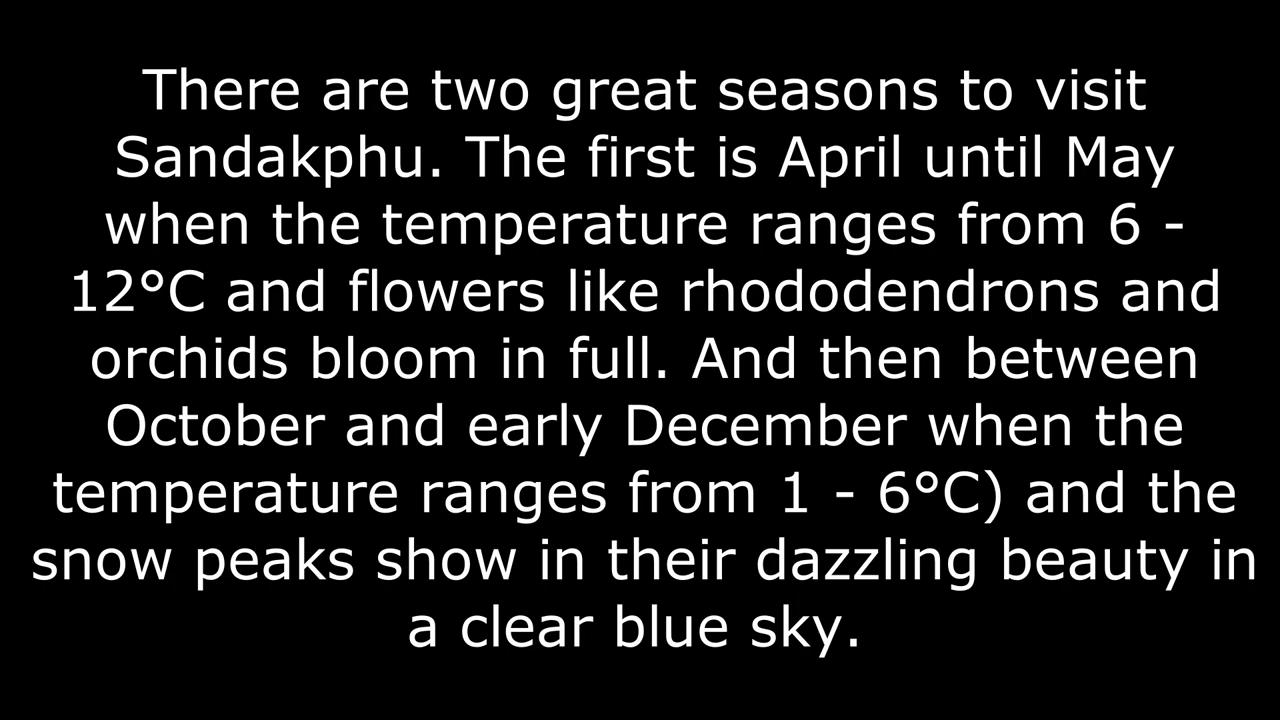 There are two great seasons to visit
Sandakphu. The first is April until May
when the temperature ranges from 6 -
12°C and flowers like rhododendrons and
orchids bloom in full. And then between
October and early December when the
temperature ranges from 1 - 6°C) and the
snow peaks show in their dazzling beauty in
a clear blue sky.